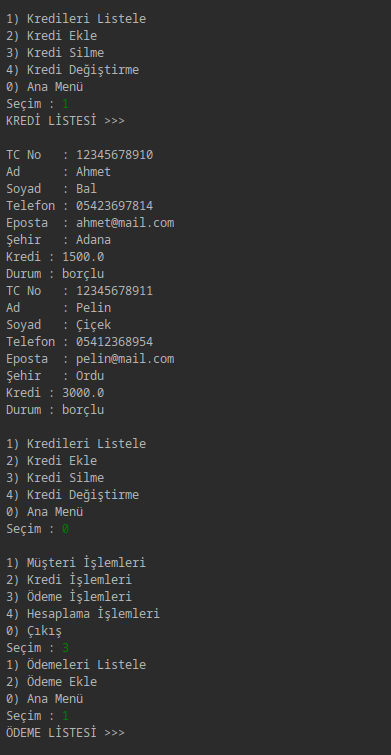 1) Kredileri Listele
2) Kredi Ekle
3) Kredi Silme
4) Kredi Değiştirme
0) Ana Menü
Seçim : 1
KREDİ LİSTESİ >>>
TC No   : 12345678910
Ad      : Ahmet
Soyad   : Bal
Telefon : 05423697814
Eposta  : ahmet@mail.com
Şehir   : Adana
Kredi : 1500.0
Durum : borçlu
TC No   : 12345678911
Ad      : Pelin
Soyad   : Çiçek
Telefon : 05412368954
Eposta  : pelin@mail.com
Şehir   : Ordu
Kredi : 3000.0
Durum : borçlu
1) Kredileri Listele
2) Kredi Ekle
3) Kredi Silme
4) Kredi Değiştirme
0) Ana Menü
Seçim : 0
1) Müşteri İşlemleri
2) Kredi İşlemleri
3) Ödeme İşlemleri
4) Hesaplama İşlemleri
0) Çıkış
Seçim : 3
1) Ödemeleri Listele
2) Ödeme Ekle
0) Ana Menü
Seçim : 1
ÖDEME LİSTESİ >>>